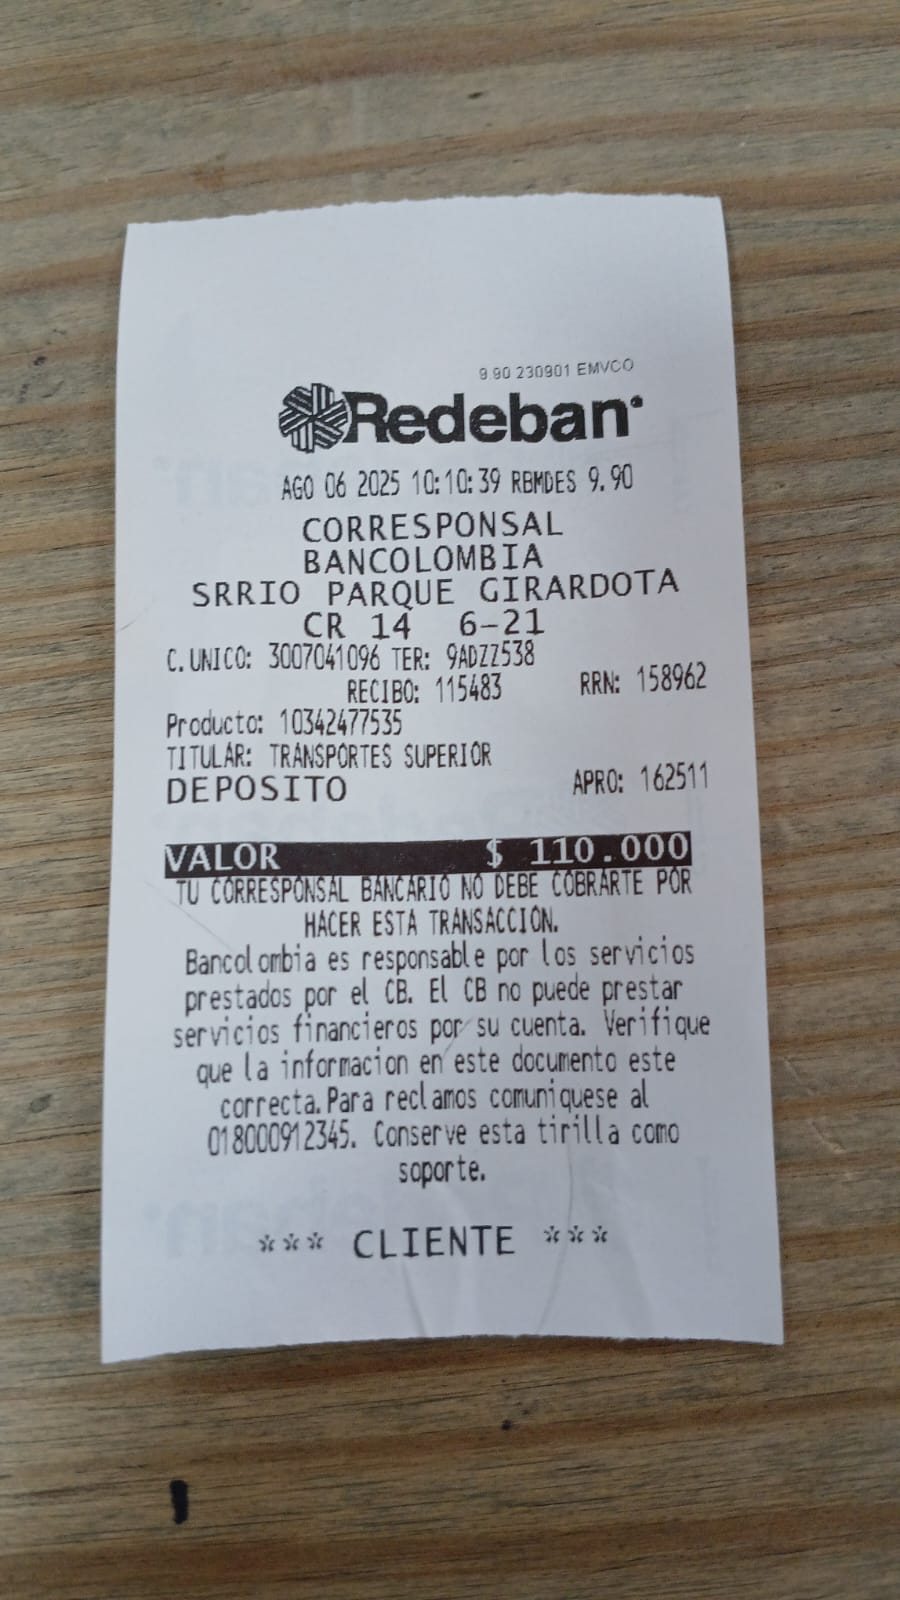 9.90 230901 EMVCO
Redeban
AGO 06 2025 10:10:39 RBMDES 9.90
CORRESPONSAL
BANCOLOMBIA
SRRIO PARQUE GIRARDOTA
CR 14 6-21
C.UNICO: 3007041096 TER: 9ADZZ538
RECIBO: 115483 RRN: 158962
Producto: 10342477535
TITULAR: TRANSPORTES SUPERIOR
DEPOSITO APRO: 162511
VALOR $ 110.000
TU CORRESPONSAL BANCARIO NO DEBE COBRARTE POR
HACER ESTA TRANSACCION.
Bancolombia es responsable por los servicios
prestados por el CB. El CB no puede prestar
servicios financieros por su cuenta. Verifique
que la informacion en este documento este
correcta.Para reclamos comuniquese al
018000912345. Conserve esta tirilla como
soporte.
*** CLIENTE ***